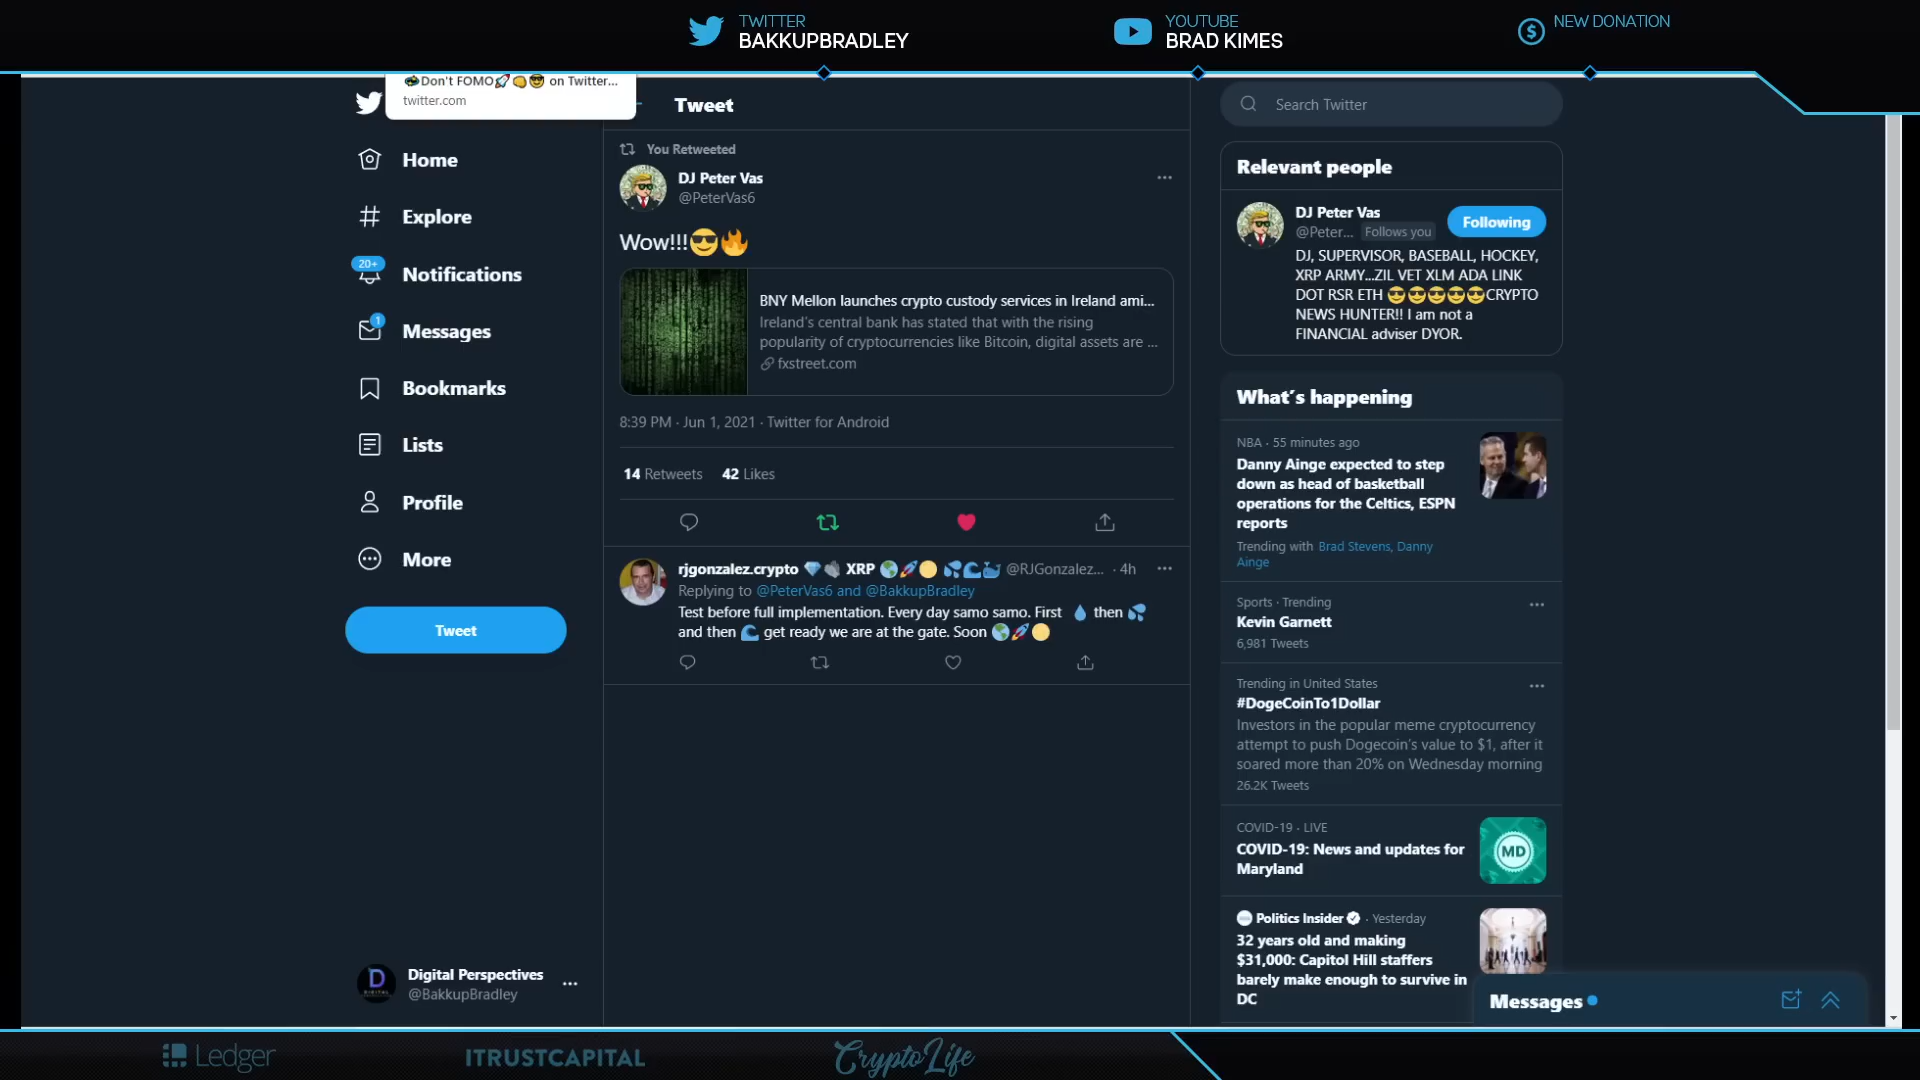 TWITTER
BAKKUPBRADLEY
YOUTUBE
BRAD KIMES
NEW DONATION
Don't FOMO🚀👊😎 on Twitter...
twitter.com
Home
Explore
20+
Notifications
1
Messages
Bookmarks
Lists
Profile
More
Tweet
Digital Perspectives
@BakkupBradley
Tweet
You Retweeted
DJ Peter Vas
@PeterVas6
Wow!!!😎🔥
BNY Mellon launches crypto custody services in Ireland ami...
Ireland's central bank has stated that with the rising
popularity of cryptocurrencies like Bitcoin, digital assets are ...
fxstreet.com
8:39 PM · Jun 1, 2021 · Twitter for Android
14 Retweets 42 Likes
rjgonzalez.crypto 💎👏 XRP 🌎🚀🌕 💦🌊🐳 @RJGonzalez... · 4h
Replying to @PeterVas6 and @BakkupBradley
Test before full implementation. Every day samo samo. First 💧 then 💦
and then 🌊 get ready we are at the gate. Soon 🌎🚀🌕
Search Twitter
Relevant people
DJ Peter Vas
@Peter... Follows you
Following
DJ, SUPERVISOR, BASEBALL, HOCKEY,
XRP ARMY...ZIL VET XLM ADA LINK
DOT RSR ETH 😎😎😎😎😎CRYPTO
NEWS HUNTER!! I am not a
FINANCIAL adviser DYOR.
What's happening
NBA · 55 minutes ago
Danny Ainge expected to step
down as head of basketball
operations for the Celtics, ESPN
reports
Trending with Brad Stevens, Danny
Ainge
Sports · Trending
Kevin Garnett
6,981 Tweets
Trending in United States
#DogeCoinTo1Dollar
Investors in the popular meme cryptocurrency
attempt to push Dogecoin's value to $1, after it
soared more than 20% on Wednesday morning
26.2K Tweets
COVID-19 · LIVE
COVID-19: News and updates for
Maryland
MD
Politics Insider · Yesterday
32 years old and making
$31,000: Capitol Hill staffers
barely make enough to survive in
DC
Messages
Ledger
ITRUSTCAPITAL
CryptoLife